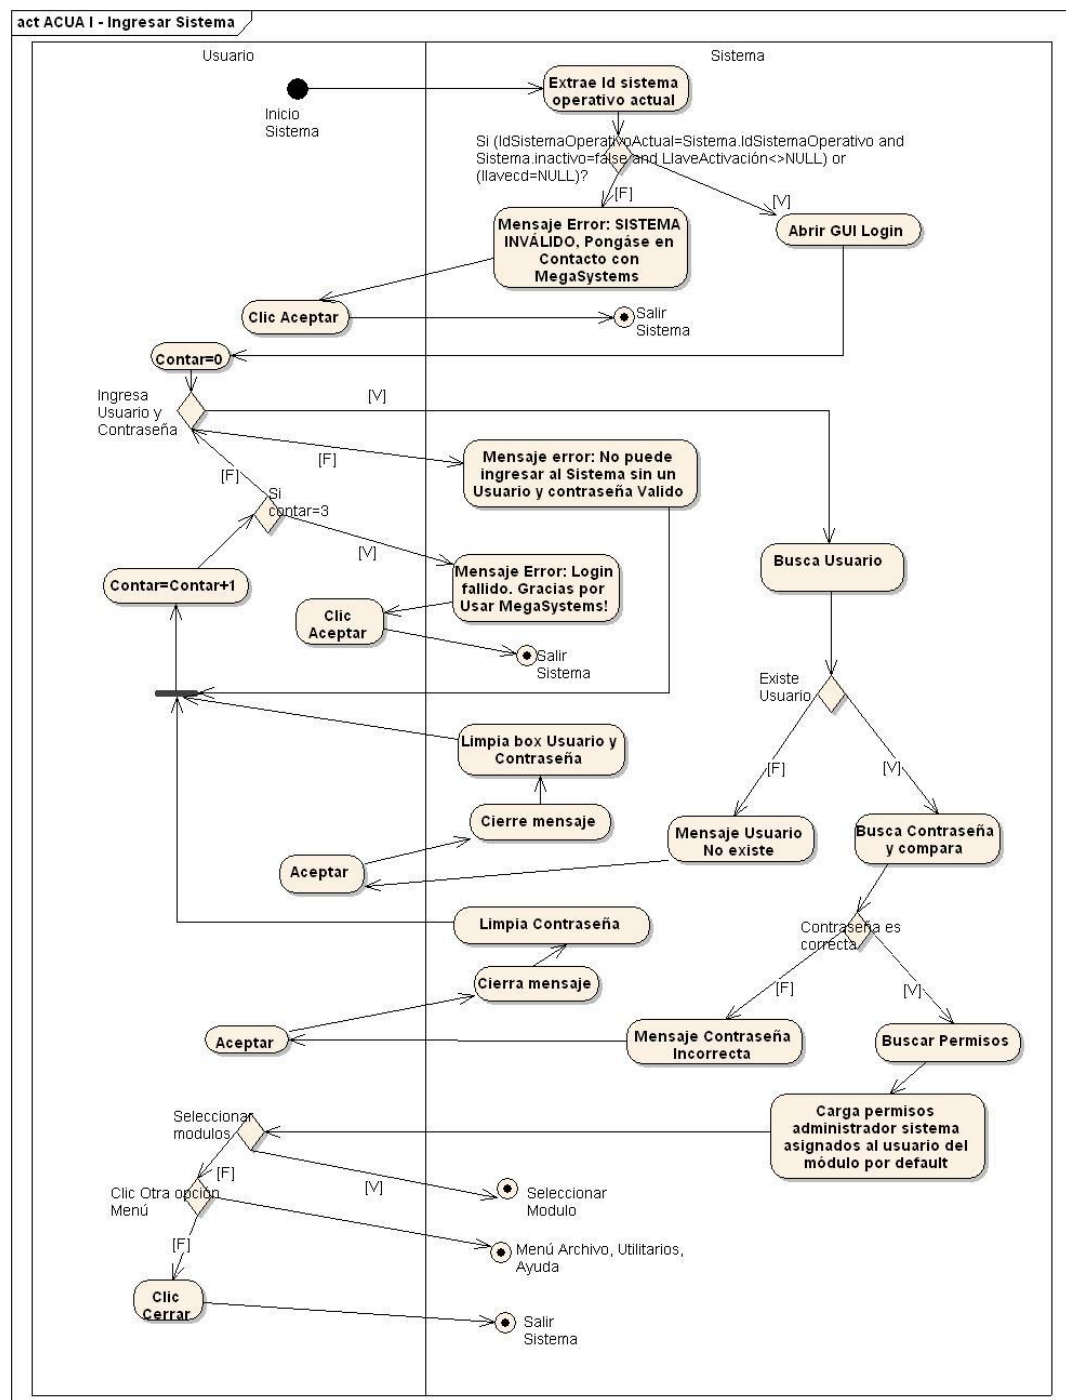 act ACUA I - Ingresar Sistema
Usuario
Sistema
Inicio
Sistema
Extrae Id sistema
operativo actual
Si (IdSistemaOperativoActual=Sistema.IdSistemaOperativo and
Sistema.inactivo=false and LlaveActivación<>NULL) or
(llavecd=NULL)?
[F]
[V]
Mensaje Error: SISTEMA
INVÁLIDO, Pongáse en
Contacto con
MegaSystems
Abrir GUI Login
Clic Aceptar
Salir
Sistema
Contar=0
Ingresa
Usuario y
Contraseña
[V]
[F]
Mensaje error: No puede
ingresar al Sistema sin un
Usuario y contraseña Valido
[F]
Si
contar=3
[V]
Contar=Contar+1
Mensaje Error: Login
fallido. Gracias por
Usar MegaSystems!
Busca Usuario
Clic
Aceptar
Salir
Sistema
Existe
Usuario
[F]
[V]
Limpia box Usuario y
Contraseña
Cierre mensaje
Mensaje Usuario
No existe
Busca Contraseña
y compara
Aceptar
Limpia Contraseña
Contraseña es
correcta
Cierra mensaje
[F]
[V]
Aceptar
Mensaje Contraseña
Incorrecta
Buscar Permisos
Carga permisos
administrador sistema
asignados al usuario del
módulo por default
Seleccionar
modulos
[F]
[V]
Seleccionar
Modulo
Clic Otra opción
Menú
[F]
Menú Archivo, Utilitarios,
Ayuda
Clic
Cerrar
Salir
Sistema